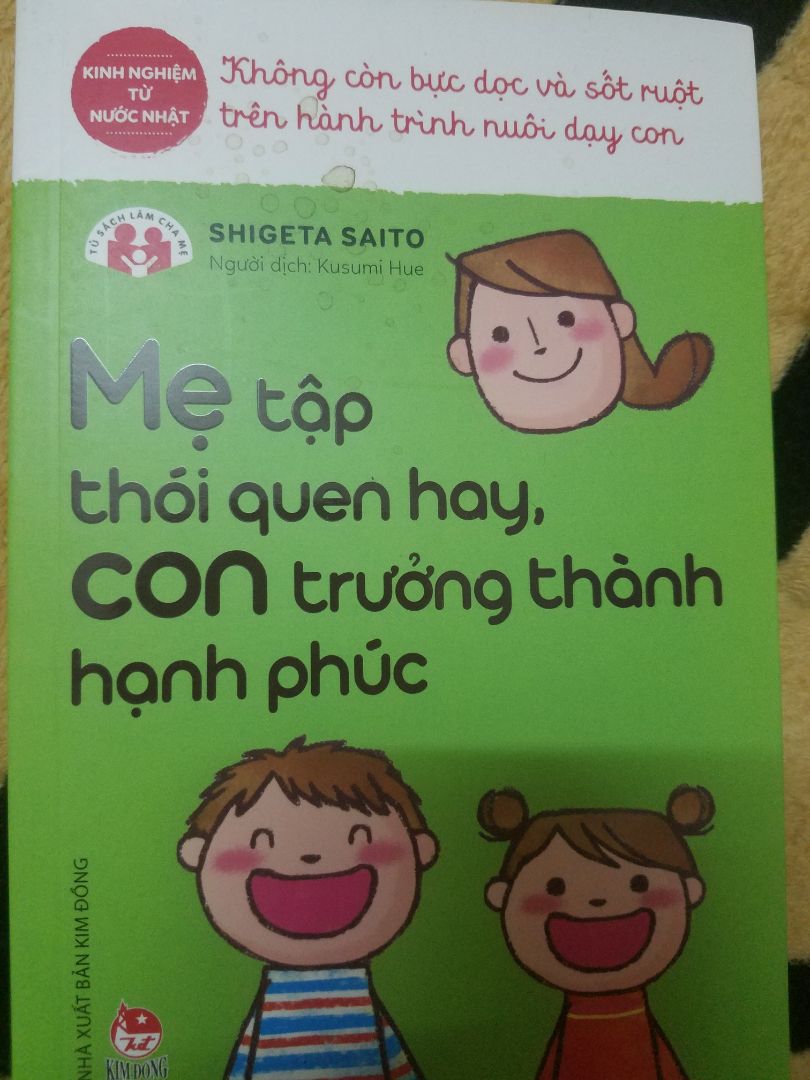 KINH NGHIỆM
TỪ
NƯỚC NHẬT
Không còn bực dọc và sốt ruột
trên hành trình nuôi dạy con
TỦ SÁCH LÀM CHA MẸ
SHIGETA SAITO
Người dịch: Kusumi Hue
Mẹ tập
thói quen hay,
con trưởng thành
hạnh phúc
NHÀ XUẤT BẢN KIM ĐỒNG
KIM ĐỒNG